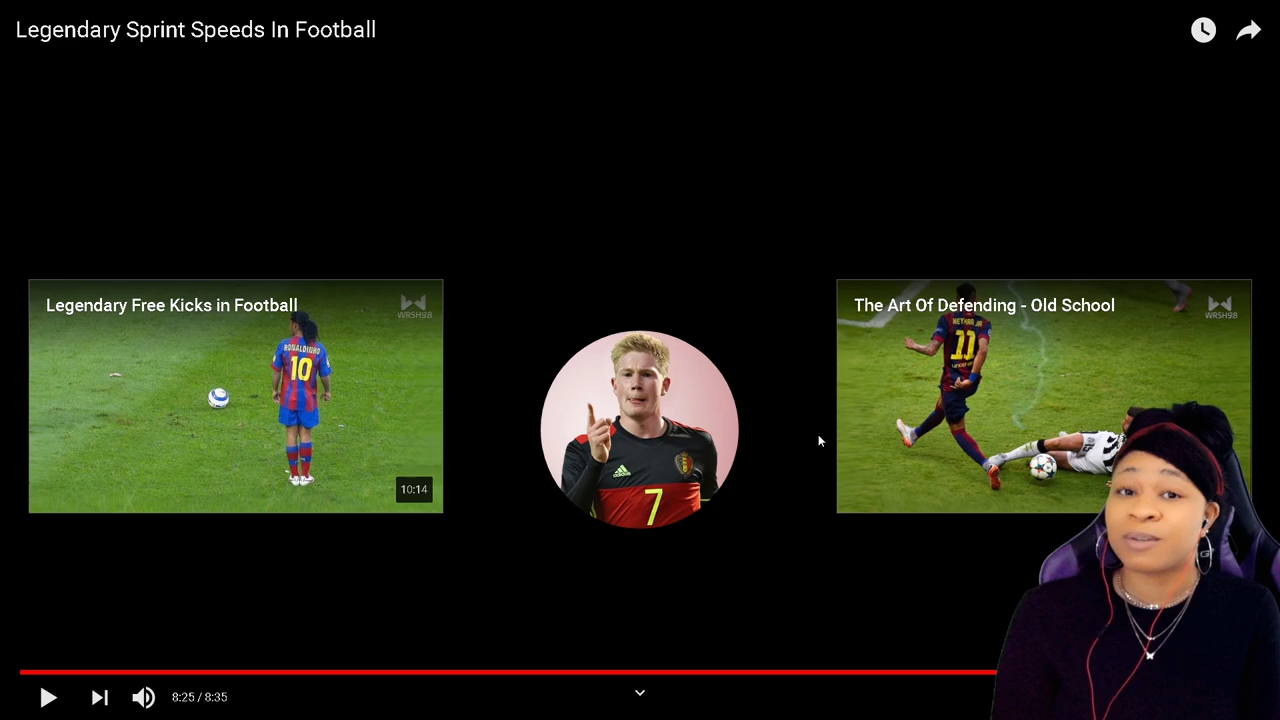 Legendary Sprint Speeds In Football
Legendary Free Kicks in Football
WRSH98
RONALDINHO
10
10:14
7
The Art Of Defending - Old School
WRSH98
NEYMAR JR
11
8:25 / 8:35